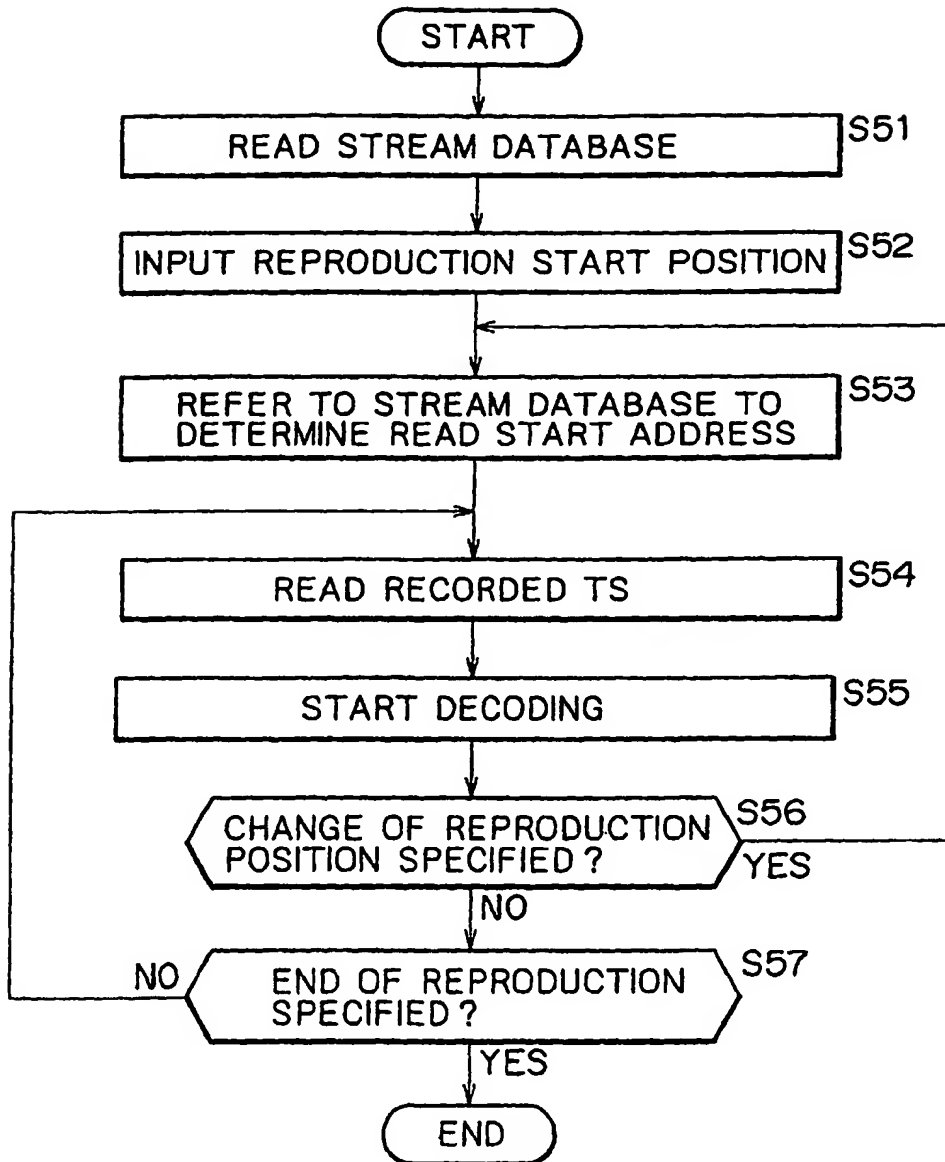 START
READ STREAM DATABASE
S51
INPUT REPRODUCTION START POSITION
S52
REFER TO STREAM DATABASE TO
DETERMINE READ START ADDRESS
S53
READ RECORDED TS
S54
START DECODING
S55
CHANGE OF REPRODUCTION
POSITION SPECIFIED?
S56
YES
NO
END OF REPRODUCTION
SPECIFIED?
S57
NO
YES
END